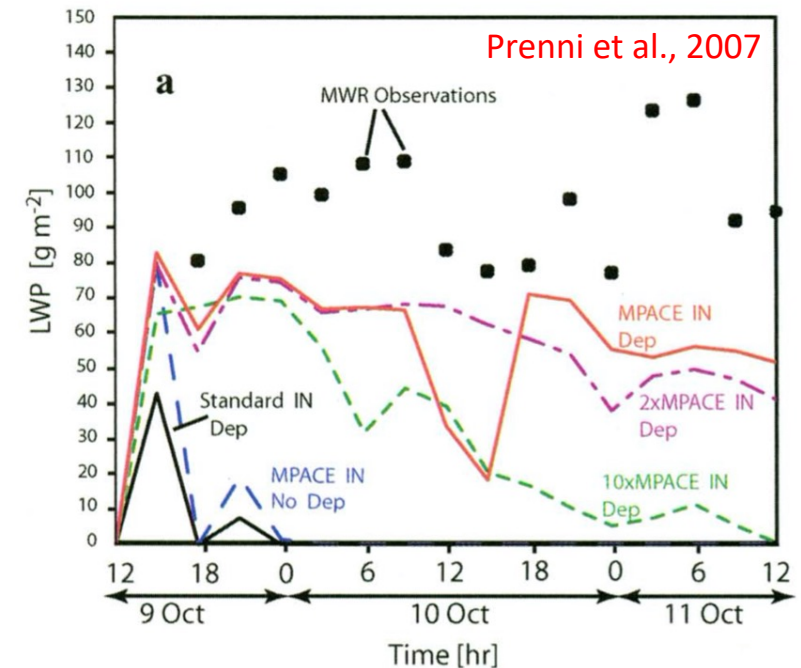 Prenni et al., 2007
a
MWR Observations
LWP [g m-2]
150
140
130
120
110
100
90
80
70
60
50
40
30
20
10
0
MPACE IN
Dep
Standard IN
Dep
2xMPACE IN
Dep
MPACE IN
No Dep
10xMPACE IN
Dep
12 18 0 6 12 18 0 6 12
9 Oct 10 Oct 11 Oct
Time [hr]